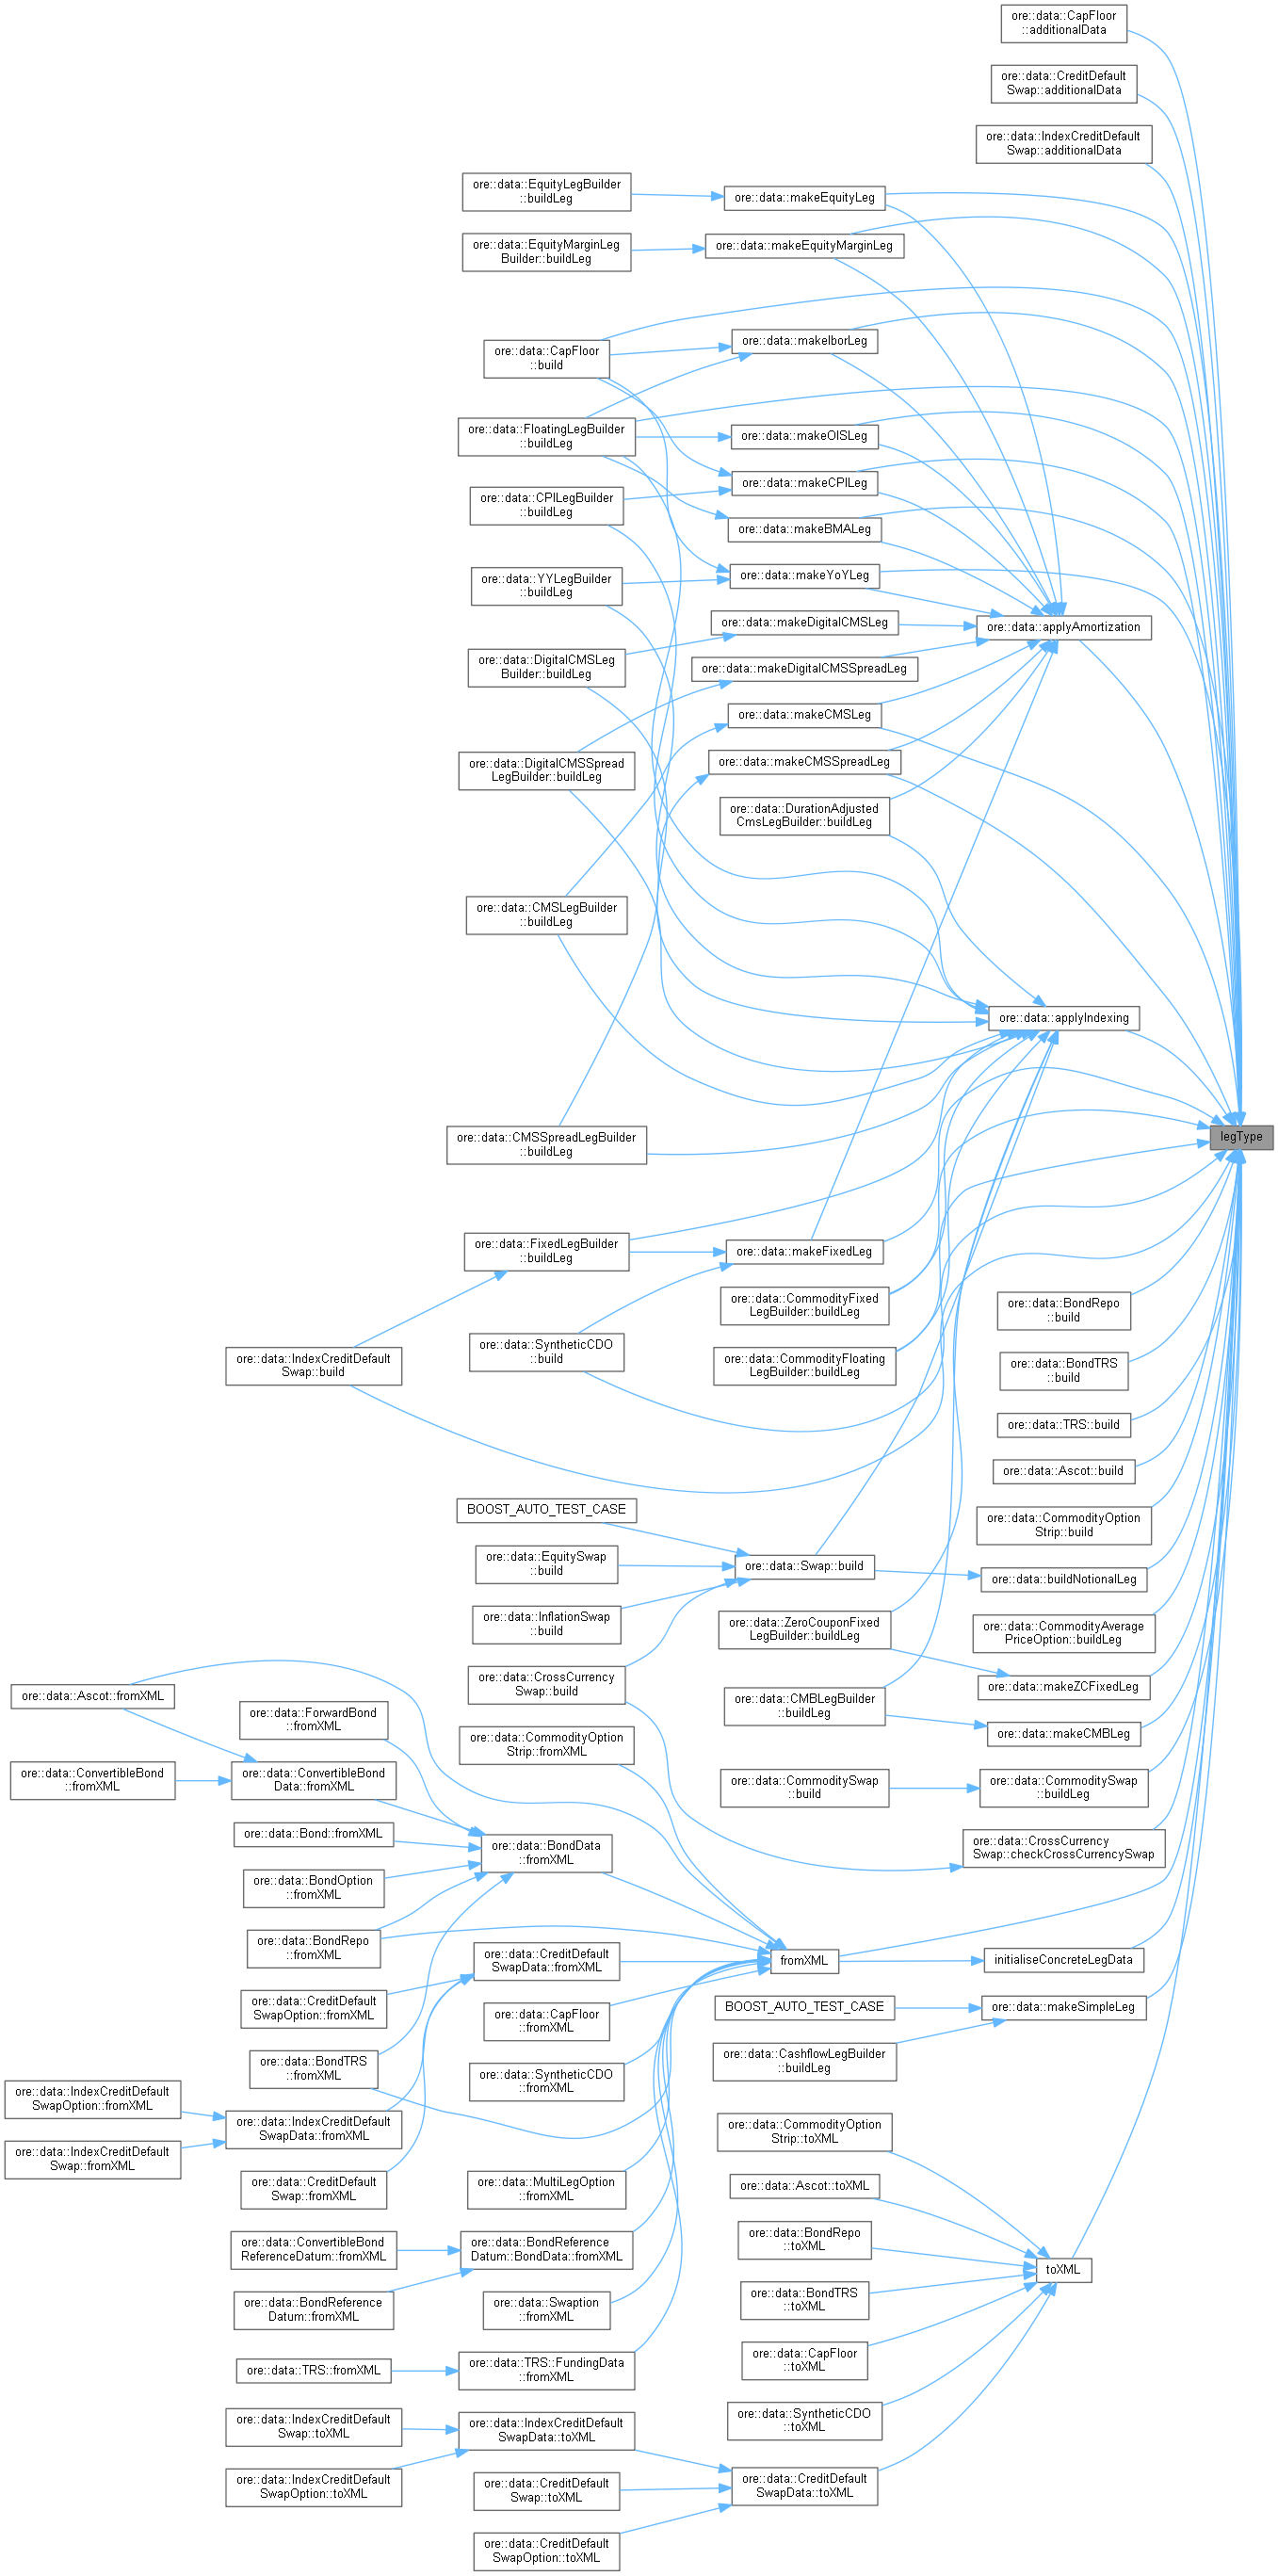 ore::data::CapFloor
::additionalData
ore::data::CreditDefault
Swap::additionalData
ore::data::IndexCreditDefault
Swap::additionalData
ore::data::EquityLegBuilder
::buildLeg
ore::data::makeEquityLeg
ore::data::EquityMarginLeg
Builder::buildLeg
ore::data::makeEquityMarginLeg
ore::data::CapFloor
::build
ore::data::makeIborLeg
ore::data::FloatingLegBuilder
::buildLeg
ore::data::makeOISLeg
ore::data::CPILegBuilder
::buildLeg
ore::data::makeCPILeg
ore::data::makeBMALeg
ore::data::YYLegBuilder
::buildLeg
ore::data::makeYoYLeg
ore::data::makeDigitalCMSLeg
ore::data::applyAmortization
ore::data::DigitalCMSLeg
Builder::buildLeg
ore::data::makeDigitalCMSSpreadLeg
ore::data::makeCMSLeg
ore::data::DigitalCMSSpread
LegBuilder::buildLeg
ore::data::makeCMSSpreadLeg
ore::data::DurationAdjusted
CmsLegBuilder::buildLeg
ore::data::CMSLegBuilder
::buildLeg
ore::data::applyIndexing
ore::data::CMSSpreadLegBuilder
::buildLeg
legType
ore::data::FixedLegBuilder
::buildLeg
ore::data::makeFixedLeg
ore::data::CommodityFixed
LegBuilder::buildLeg
ore::data::BondRepo
::build
ore::data::IndexCreditDefault
Swap::build
ore::data::SyntheticCDO
::build
ore::data::CommodityFloating
LegBuilder::buildLeg
ore::data::BondTRS
::build
ore::data::TRS::build
ore::data::Ascot::build
BOOST_AUTO_TEST_CASE
ore::data::CommodityOption
Strip::build
ore::data::EquitySwap
::build
ore::data::Swap::build
ore::data::buildNotionalLeg
ore::data::InflationSwap
::build
ore::data::ZeroCouponFixed
LegBuilder::buildLeg
ore::data::CommodityAverage
PriceOption::buildLeg
ore::data::Ascot::fromXML
ore::data::CrossCurrency
Swap::build
ore::data::makeZCFixedLeg
ore::data::ForwardBond
::fromXML
ore::data::CommodityOption
Strip::fromXML
ore::data::CMBLegBuilder
::buildLeg
ore::data::makeCMBLeg
ore::data::ConvertibleBond
::fromXML
ore::data::ConvertibleBond
Data::fromXML
ore::data::CommoditySwap
::build
ore::data::CommoditySwap
::buildLeg
ore::data::Bond::fromXML
ore::data::BondData
::fromXML
ore::data::CrossCurrency
Swap::checkCrossCurrencySwap
ore::data::BondOption
::fromXML
ore::data::BondRepo
::fromXML
ore::data::CreditDefault
SwapData::fromXML
fromXML
initialiseConcreteLegData
ore::data::CreditDefault
SwapOption::fromXML
ore::data::CapFloor
::fromXML
BOOST_AUTO_TEST_CASE
ore::data::makeSimpleLeg
ore::data::BondTRS
::fromXML
ore::data::SyntheticCDO
::fromXML
ore::data::CashflowLegBuilder
::buildLeg
ore::data::IndexCreditDefault
SwapOption::fromXML
ore::data::IndexCreditDefault
SwapData::fromXML
ore::data::CommodityOption
Strip::toXML
ore::data::IndexCreditDefault
Swap::fromXML
ore::data::CreditDefault
Swap::fromXML
ore::data::MultiLegOption
::fromXML
ore::data::Ascot::toXML
ore::data::ConvertibleBond
ReferenceDatum::fromXML
ore::data::BondReference
Datum::BondData::fromXML
ore::data::BondRepo
::toXML
toXML
ore::data::BondReference
Datum::fromXML
ore::data::Swaption
::fromXML
ore::data::BondTRS
::toXML
ore::data::TRS::fromXML
ore::data::TRS::FundingData
::fromXML
ore::data::CapFloor
::toXML
ore::data::IndexCreditDefault
Swap::toXML
ore::data::IndexCreditDefault
SwapData::toXML
ore::data::SyntheticCDO
::toXML
ore::data::IndexCreditDefault
SwapOption::toXML
ore::data::CreditDefault
Swap::toXML
ore::data::CreditDefault
SwapData::toXML
ore::data::CreditDefault
SwapOption::toXML